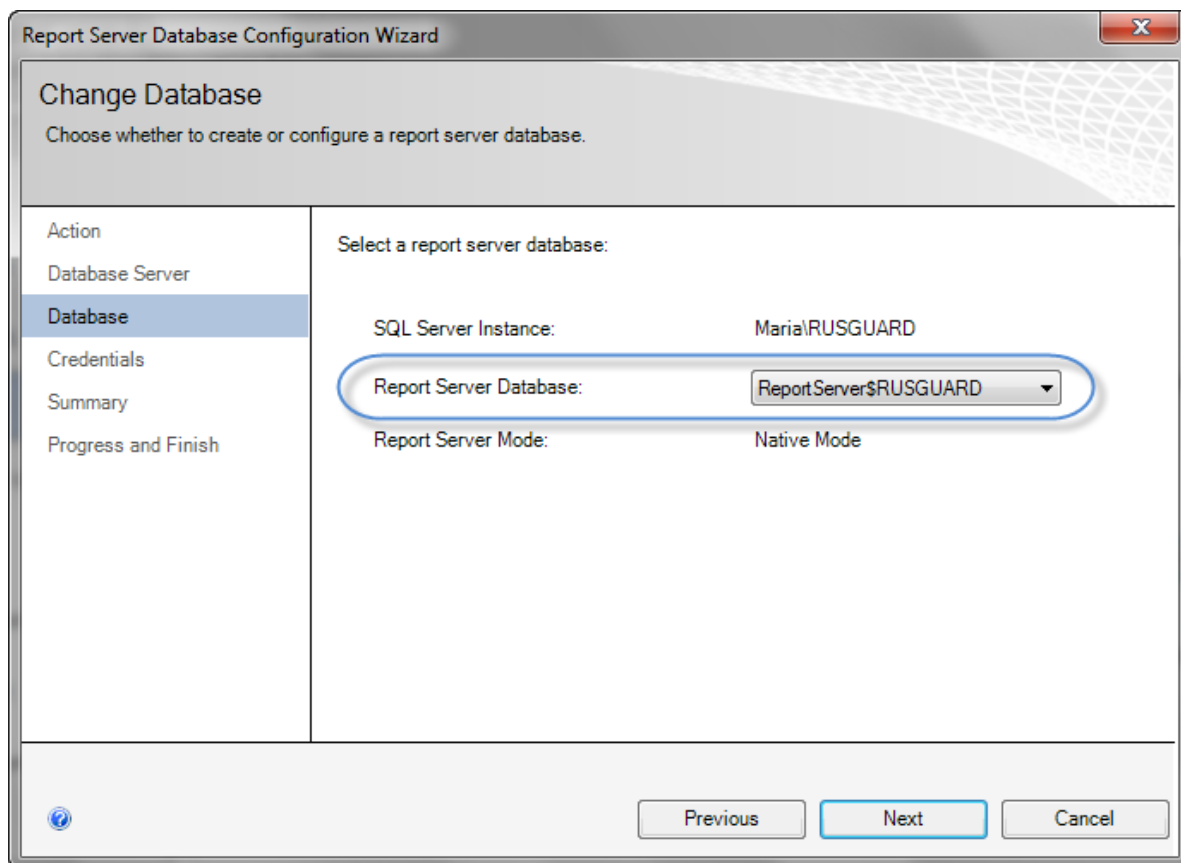 Report Server Database Configuration Wizard
Change Database
Choose whether to create or configure a report server database.
Action
Database Server
Database
Credentials
Summary
Progress and Finish
Select a report server database:
SQL Server Instance: Maria\RUSGUARD
Report Server Database: ReportServer$RUSGUARD
Report Server Mode: Native Mode
Previous Next Cancel